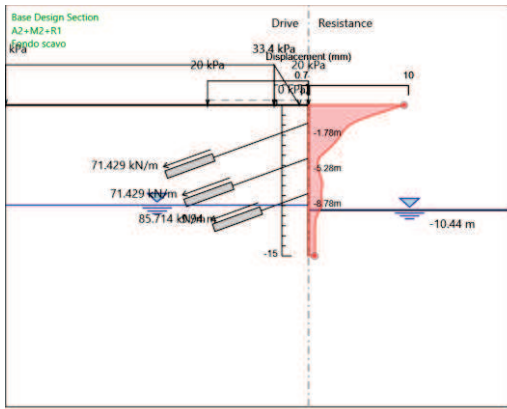 Base Design Section
A2+M2+R1
Fondo scavo
Drive
Resistance
kPa
33.4 kPa
Displacement (mm)
20 kPa
20 kPa
0.7
10
0 kPa
-1.78m
71.429 kN/m
-5.28m
71.429 kN/m
-8.78m
85.714 kN/m
-10.44 m
-15